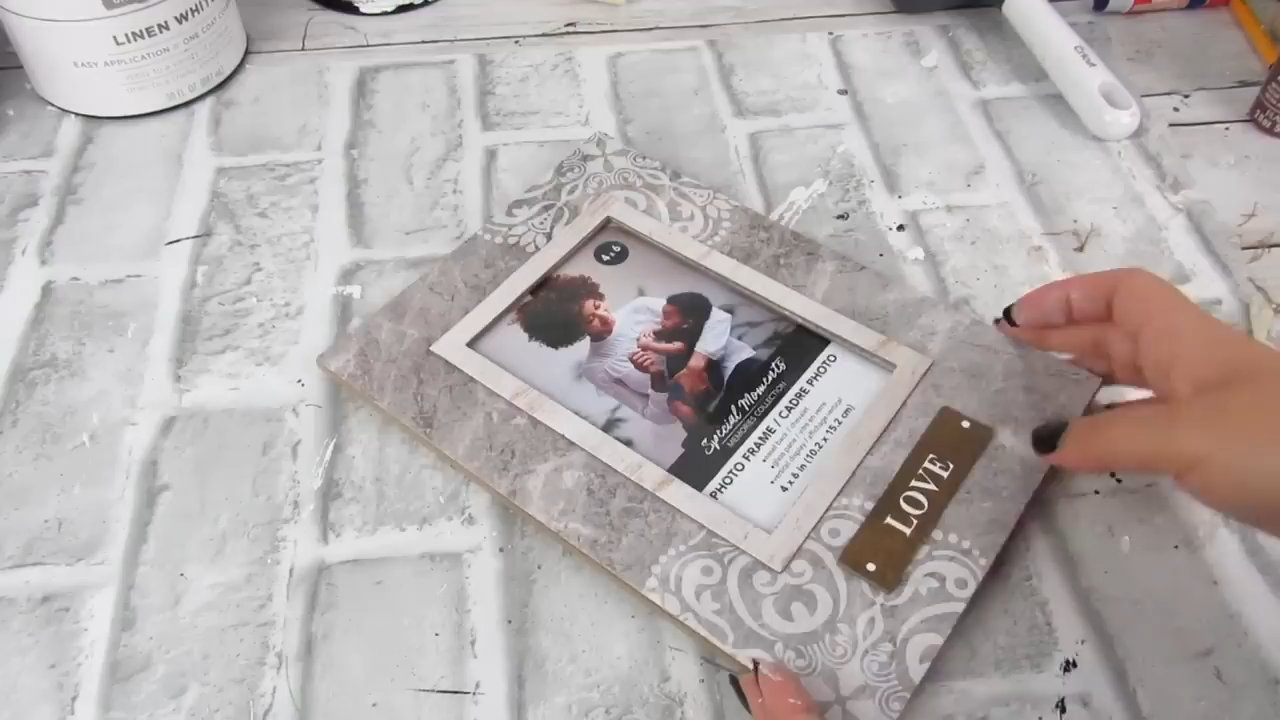 LINEN WHITE
EASY APPLICATION • ONE COAT
Cricut
4x6
Special Moments
MEMORIES COLLECTION
PHOTO FRAME / CADRE PHOTO
4 x 6 in (10.2 x 15.2 cm)
LOVE